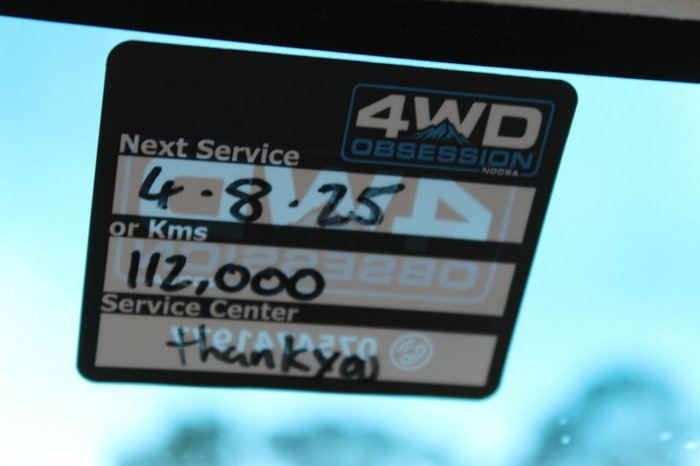 4WD
OBSESSION
NOOSA
Next Service
4-8-25
or Kms
112,000
Service Center
thankyou